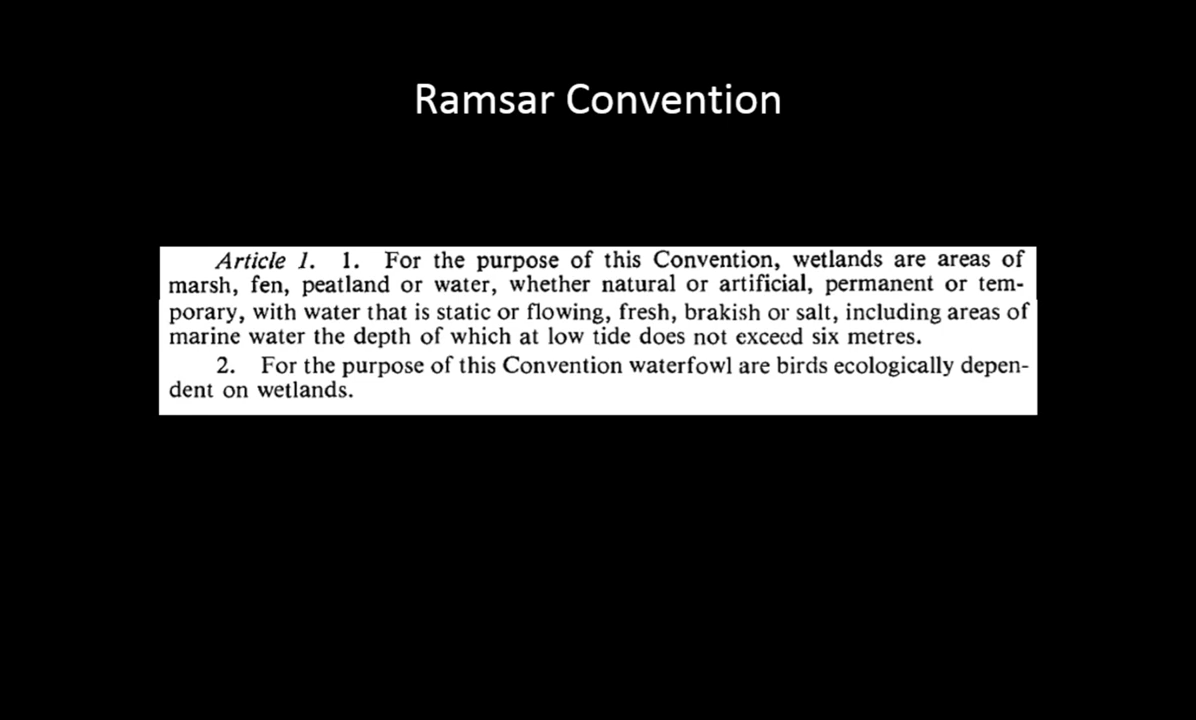 Ramsar Convention
Article 1. 1. For the purpose of this Convention, wetlands are areas of
marsh, fen, peatland or water, whether natural or artificial, permanent or tem-
porary, with water that is static or flowing, fresh, brakish or salt, including areas of
marine water the depth of which at low tide does not exceed six metres.
2. For the purpose of this Convention waterfowl are birds ecologically depen-
dent on wetlands.